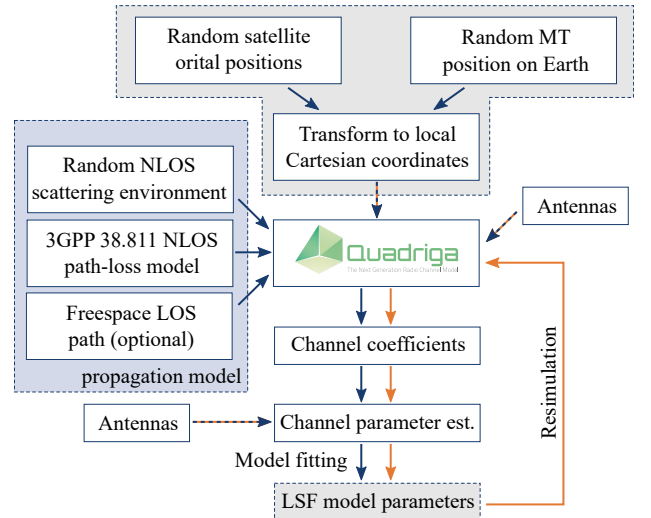 Random satellite
orital positions
Random MT
position on Earth
Transform to local
Cartesian coordinates
Random NLOS
scattering environment
3GPP 38.811 NLOS
path-loss model
Freespace LOS
path (optional)
propagation model
Quadriga
The Next Generation Radio Channel Model
Antennas
Channel coefficients
Resimulation
Antennas
Channel parameter est.
Model fitting
LSF model parameters